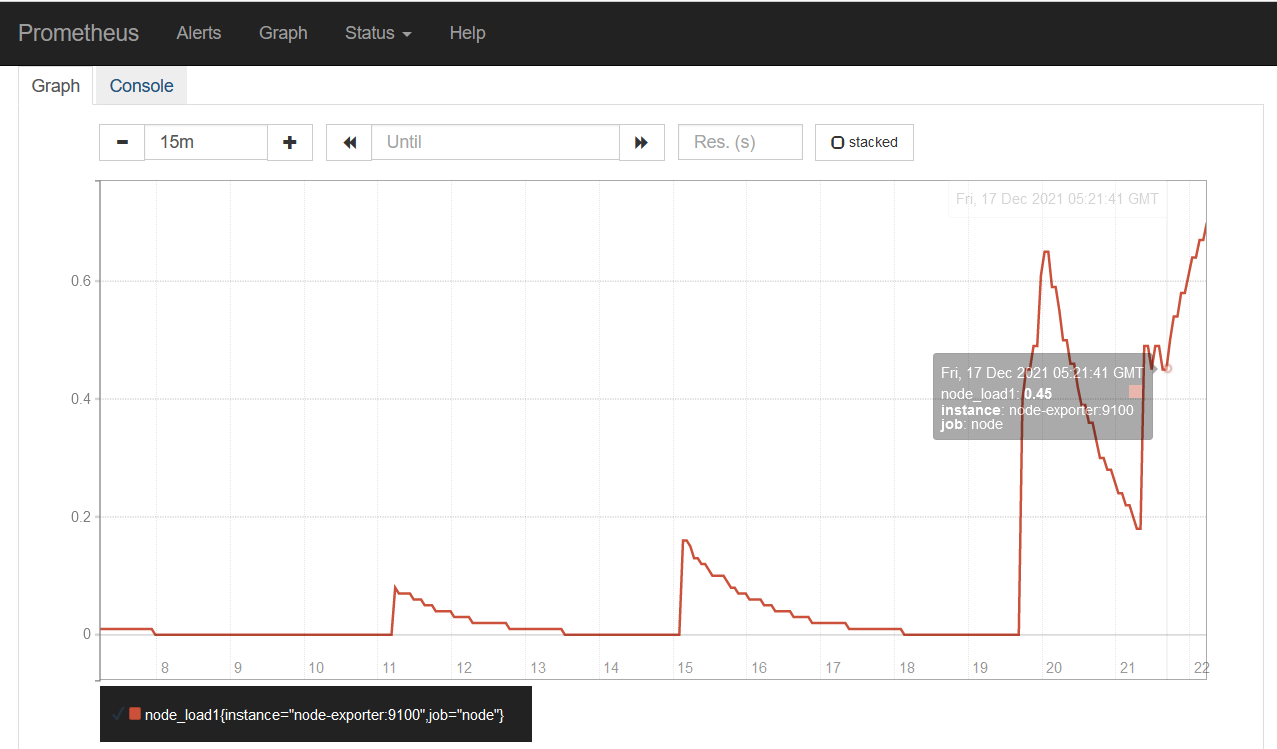 Prometheus Alerts Graph Status Help
Graph Console
15m Until Res. (s) stacked
Fri, 17 Dec 2021 05:21:41 GMT
0.6
0.4
0.2
0
Fri, 17 Dec 2021 05:21:41 GMT
node_load1: 0.45
instance: node-exporter:9100
job: node
8 9 10 11 12 13 14 15 16 17 18 19 20 21 22
node_load1{instance="node-exporter:9100",job="node"}